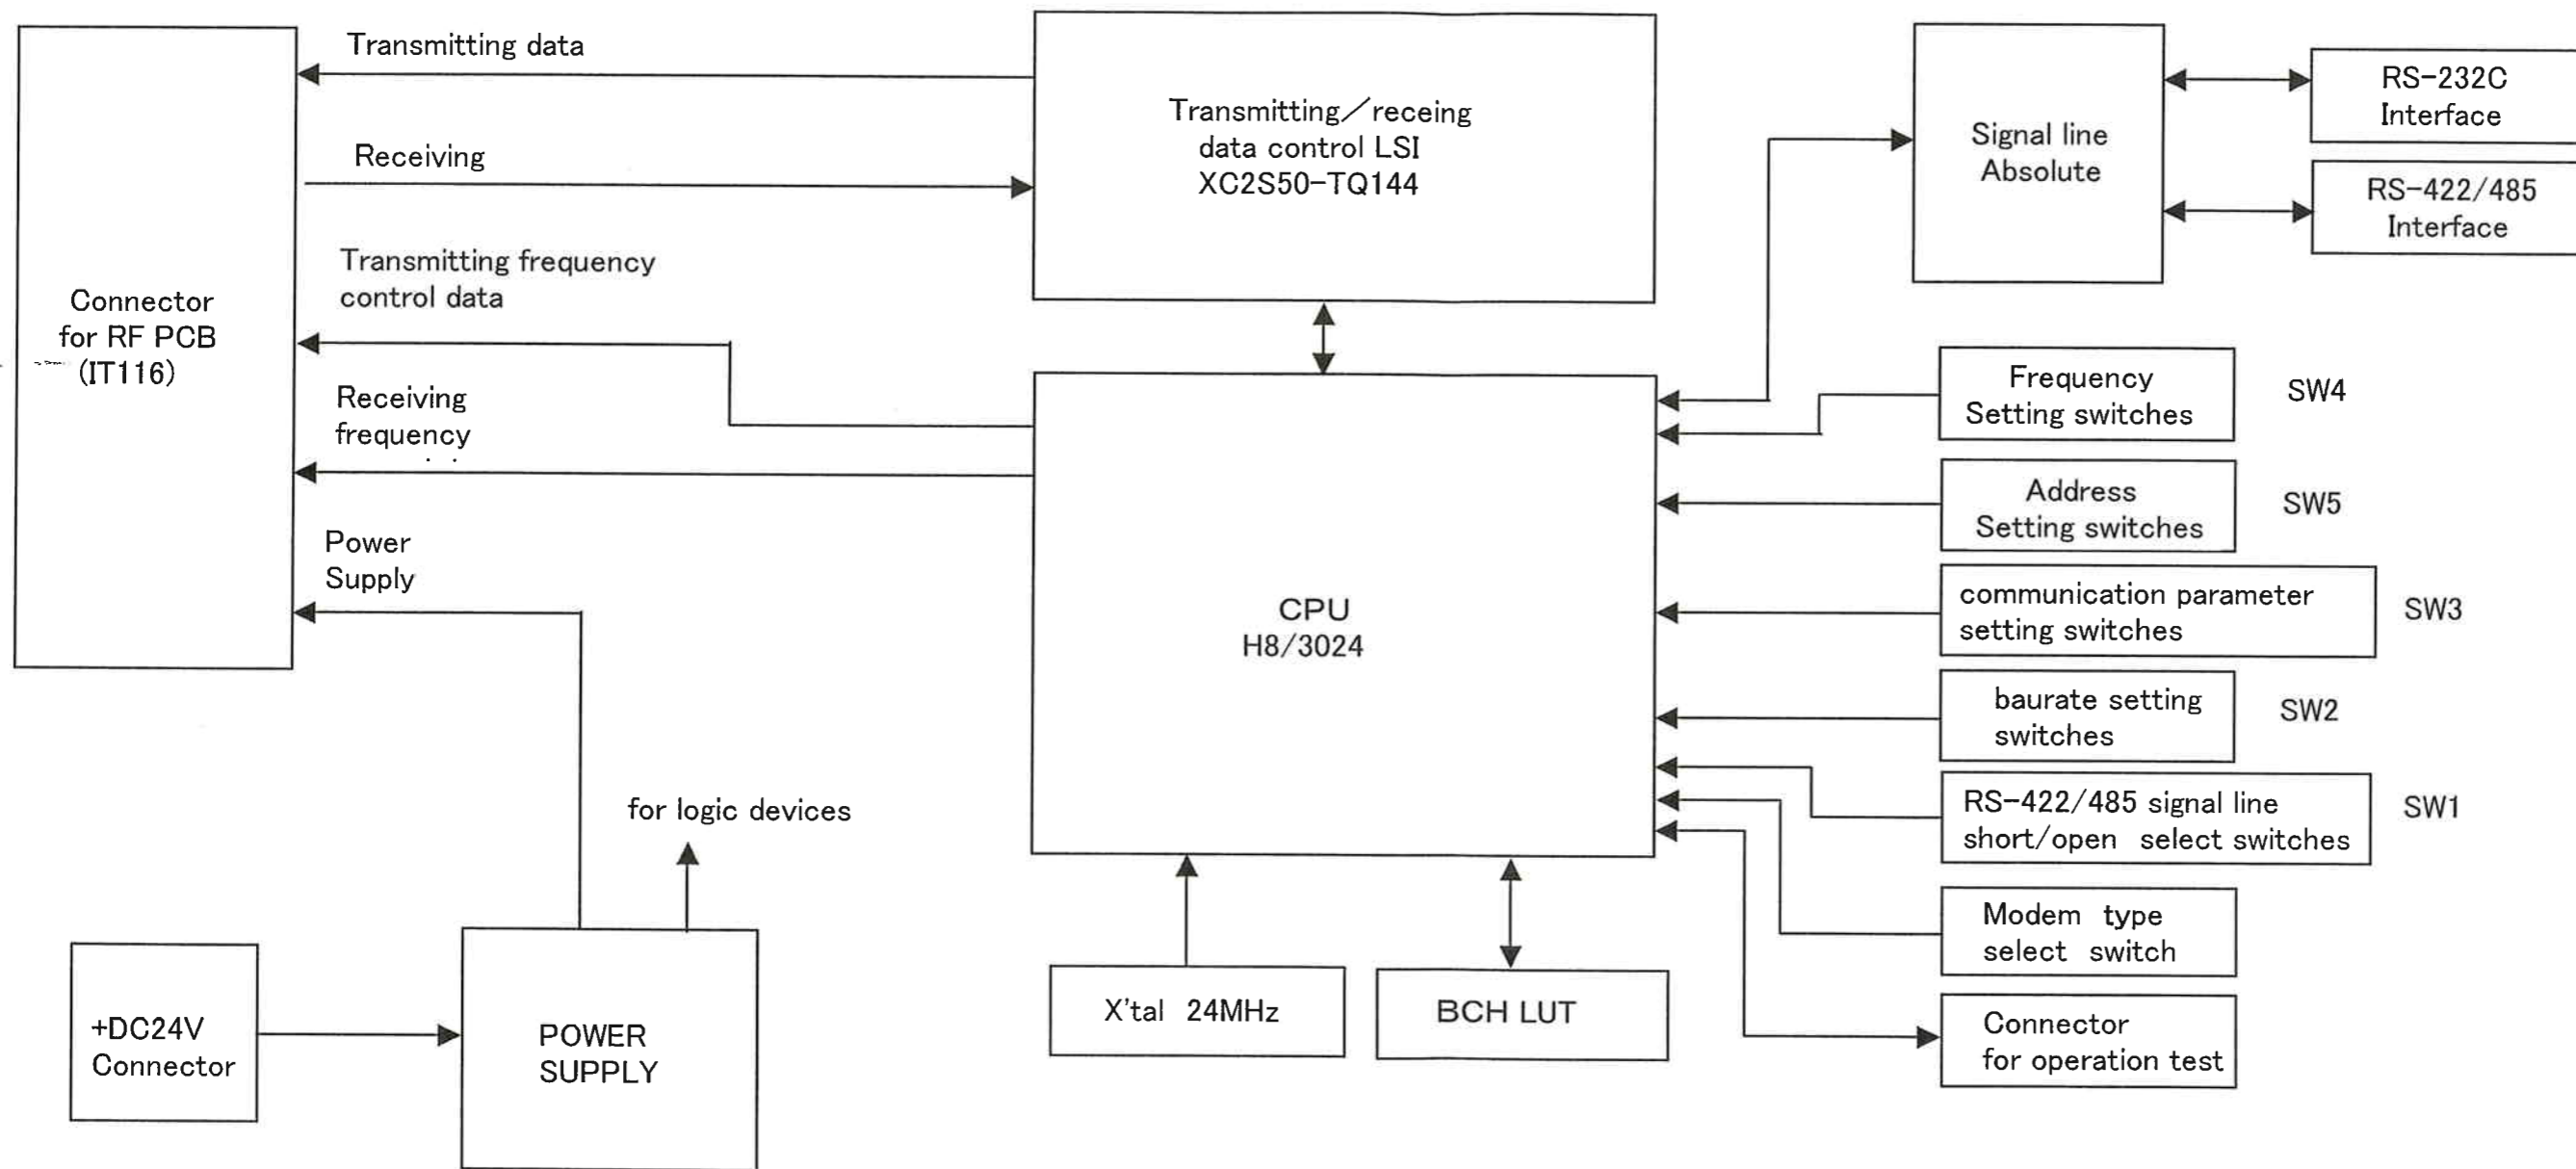 Transmitting data
Receiving
Transmitting frequency
control data
Receiving
frequency
Power
Supply
Connector
for RF PCB
(IT116)
Transmitting／receing
data control LSI
XC2S50-TQ144
Signal line
Absolute
RS-232C
Interface
RS-422/485
Interface
CPU
H8/3024
Frequency
Setting switches
SW4
Address
Setting switches
SW5
communication parameter
setting switches
SW3
baurate setting
switches
SW2
RS-422/485 signal line
short/open select switches
SW1
Modem type
select switch
Connector
for operation test
for logic devices
+DC24V
Connector
POWER
SUPPLY
X'tal 24MHz
BCH LUT